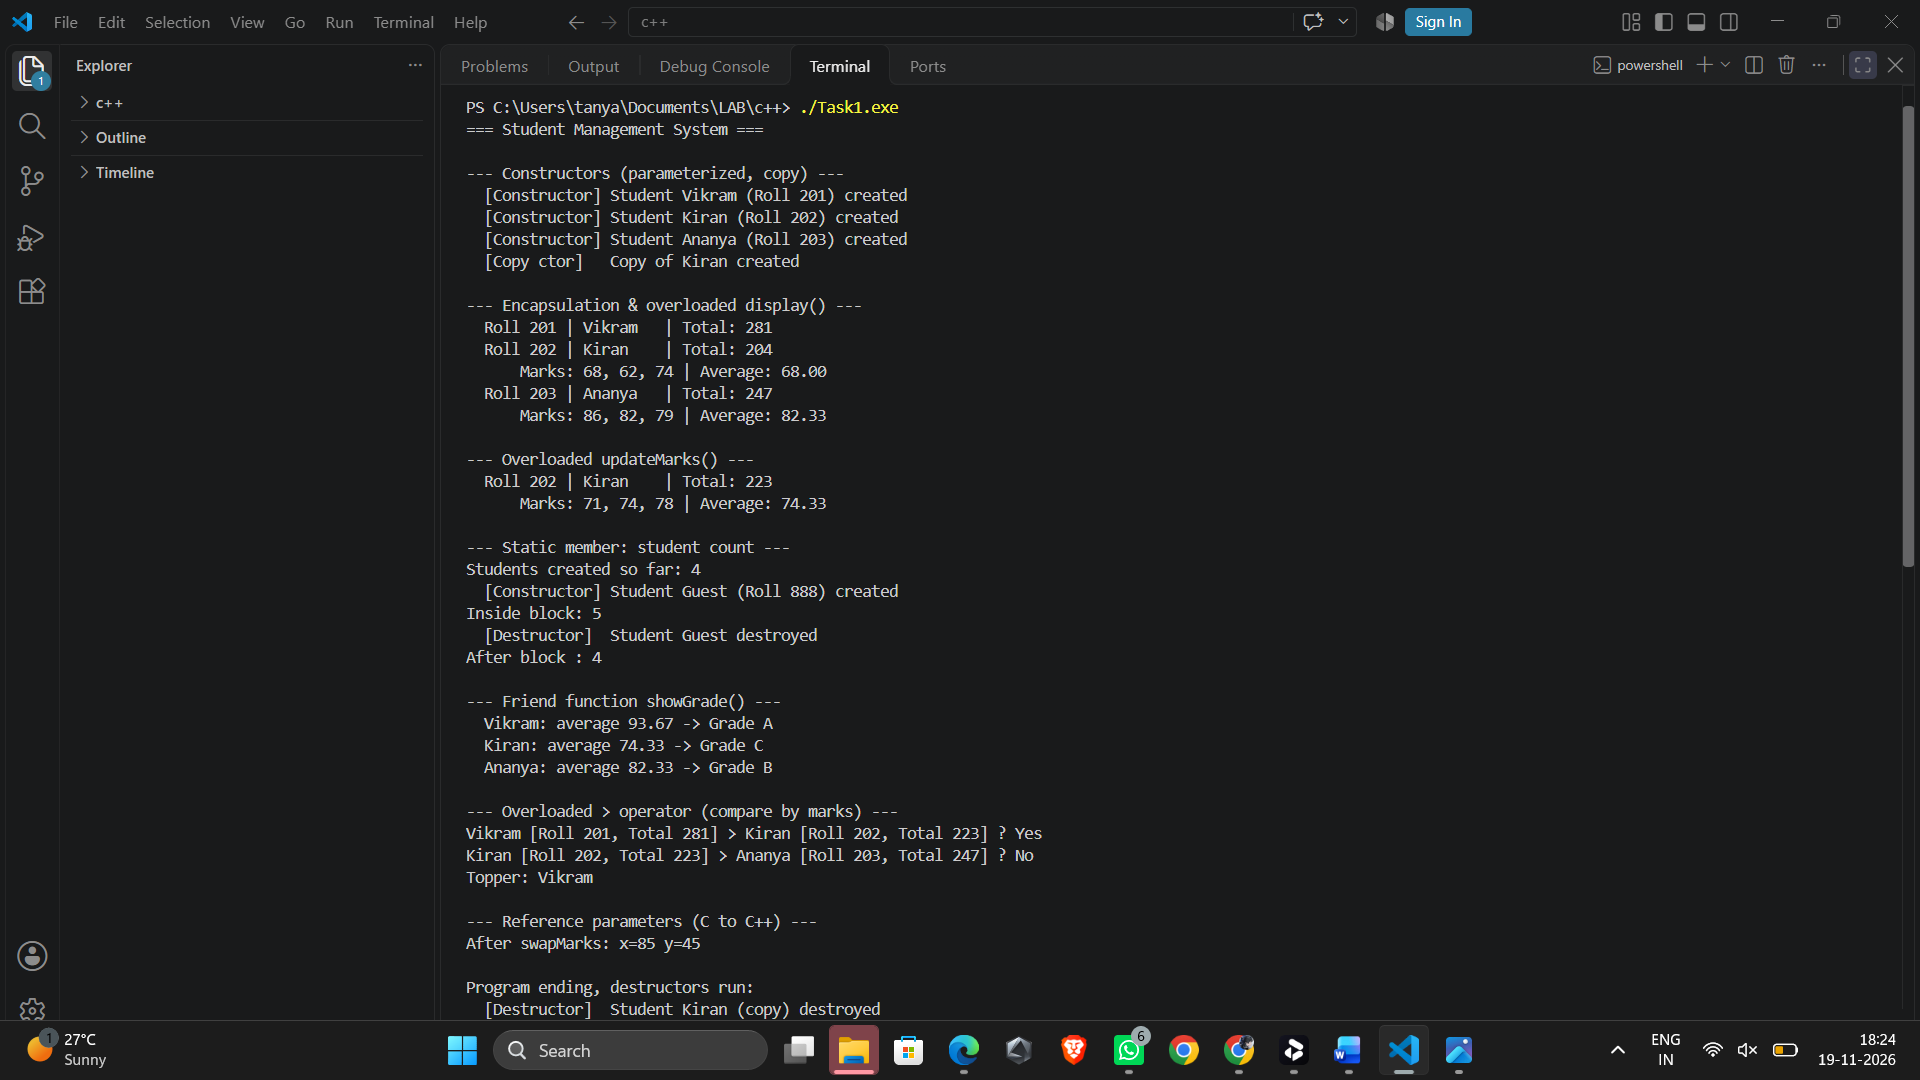 File Edit Selection View Go Run Terminal Help
c++
Sign In
Explorer
1
c++
Outline
Timeline
Problems Output Debug Console Terminal Ports
powershell
PS C:\Users\tanya\Documents\LAB\c++> ./Task1.exe
=== Student Management System ===
--- Constructors (parameterized, copy) ---
[Constructor] Student Vikram (Roll 201) created
[Constructor] Student Kiran (Roll 202) created
[Constructor] Student Ananya (Roll 203) created
[Copy ctor]   Copy of Kiran created
--- Encapsulation & overloaded display() ---
Roll 201 | Vikram   | Total: 281
Roll 202 | Kiran    | Total: 204
Marks: 68, 62, 74 | Average: 68.00
Roll 203 | Ananya   | Total: 247
Marks: 86, 82, 79 | Average: 82.33
--- Overloaded updateMarks() ---
Roll 202 | Kiran    | Total: 223
Marks: 71, 74, 78 | Average: 74.33
--- Static member: student count ---
Students created so far: 4
[Constructor] Student Guest (Roll 888) created
Inside block: 5
[Destructor]  Student Guest destroyed
After block : 4
--- Friend function showGrade() ---
Vikram: average 93.67 -> Grade A
Kiran: average 74.33 -> Grade C
Ananya: average 82.33 -> Grade B
--- Overloaded > operator (compare by marks) ---
Vikram [Roll 201, Total 281] > Kiran [Roll 202, Total 223] ? Yes
Kiran [Roll 202, Total 223] > Ananya [Roll 203, Total 247] ? No
Topper: Vikram
--- Reference parameters (C to C++) ---
After swapMarks: x=85 y=45
Program ending, destructors run:
[Destructor]  Student Kiran (copy) destroyed
1
27°C
Sunny
Search
6
ENG
IN
18:24
19-11-2026